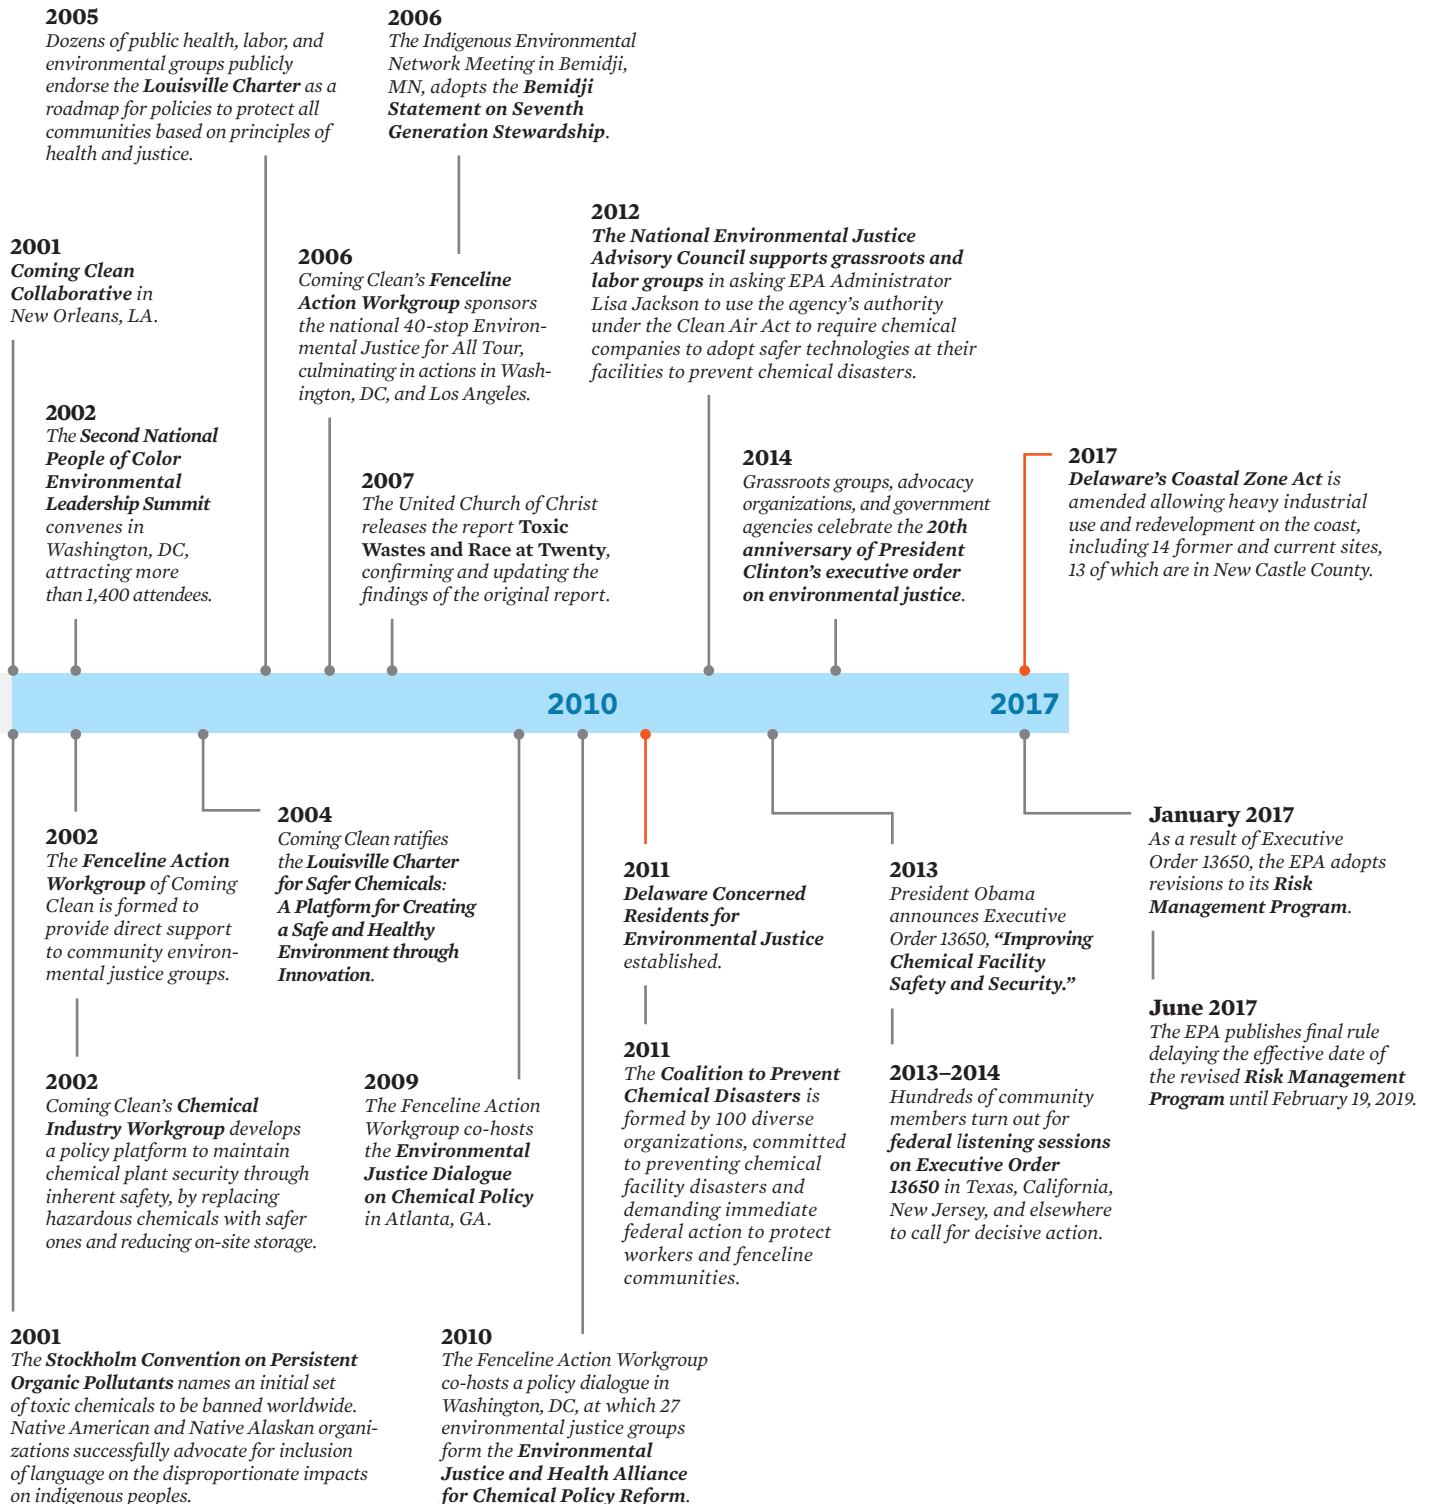 2005
Dozens of public health, labor, and
environmental groups publicly
endorse the Louisville Charter as a
roadmap for policies to protect all
communities based on principles of
health and justice.
2006
The Indigenous Environmental
Network Meeting in Bemidji,
MN, adopts the Bemidji
Statement on Seventh
Generation Stewardship.
2001
Coming Clean
Collaborative in
New Orleans, LA.
2002
The Second National
People of Color
Environmental
Leadership Summit
convenes in
Washington, DC,
attracting more
than 1,400 attendees.
2006
Coming Clean’s Fenceline
Action Workgroup sponsors
the national 40-stop Environ-
mental Justice for All Tour,
culminating in actions in Wash-
ington, DC, and Los Angeles.
2007
The United Church of Christ
releases the report Toxic
Wastes and Race at Twenty,
confirming and updating the
findings of the original report.
2012
The National Environmental Justice
Advisory Council supports grassroots and
labor groups in asking EPA Administrator
Lisa Jackson to use the agency’s authority
under the Clean Air Act to require chemical
companies to adopt safer technologies at their
facilities to prevent chemical disasters.
2014
Grassroots groups, advocacy
organizations, and government
agencies celebrate the 20th
anniversary of President
Clinton’s executive order
on environmental justice.
2017
Delaware’s Coastal Zone Act is
amended allowing heavy industrial
use and redevelopment on the coast,
including 14 former and current sites,
13 of which are in New Castle County.
2010
2017
2002
The Fenceline Action
Workgroup of Coming
Clean is formed to
provide direct support
to community environ-
mental justice groups.
2004
Coming Clean ratifies
the Louisville Charter
for Safer Chemicals:
A Platform for Creating
a Safe and Healthy
Environment through
Innovation.
2002
Coming Clean’s Chemical
Industry Workgroup develops
a policy platform to maintain
chemical plant security through
inherent safety, by replacing
hazardous chemicals with safer
ones and reducing on-site storage.
2009
The Fenceline Action
Workgroup co-hosts
the Environmental
Justice Dialogue
on Chemical Policy
in Atlanta, GA.
2011
Delaware Concerned
Residents for
Environmental Justice
established.
2011
The Coalition to Prevent
Chemical Disasters is
formed by 100 diverse
organizations, committed
to preventing chemical
facility disasters and
demanding immediate
federal action to protect
workers and fenceline
communities.
2013
President Obama
announces Executive
Order 13650, “Improving
Chemical Facility
Safety and Security.”
2013–2014
Hundreds of community
members turn out for
federal listening sessions
on Executive Order
13650 in Texas, California,
New Jersey, and elsewhere
to call for decisive action.
January 2017
As a result of Executive
Order 13650, the EPA adopts
revisions to its Risk
Management Program.
June 2017
The EPA publishes final rule
delaying the effective date of
the revised Risk Management
Program until February 19, 2019.
2001
The Stockholm Convention on Persistent
Organic Pollutants names an initial set
of toxic chemicals to be banned worldwide.
Native American and Native Alaskan organi-
zations successfully advocate for inclusion
of language on the disproportionate impacts
on indigenous peoples.
2010
The Fenceline Action Workgroup
co-hosts a policy dialogue in
Washington, DC, at which 27
environmental justice groups
form the Environmental
Justice and Health Alliance
for Chemical Policy Reform.